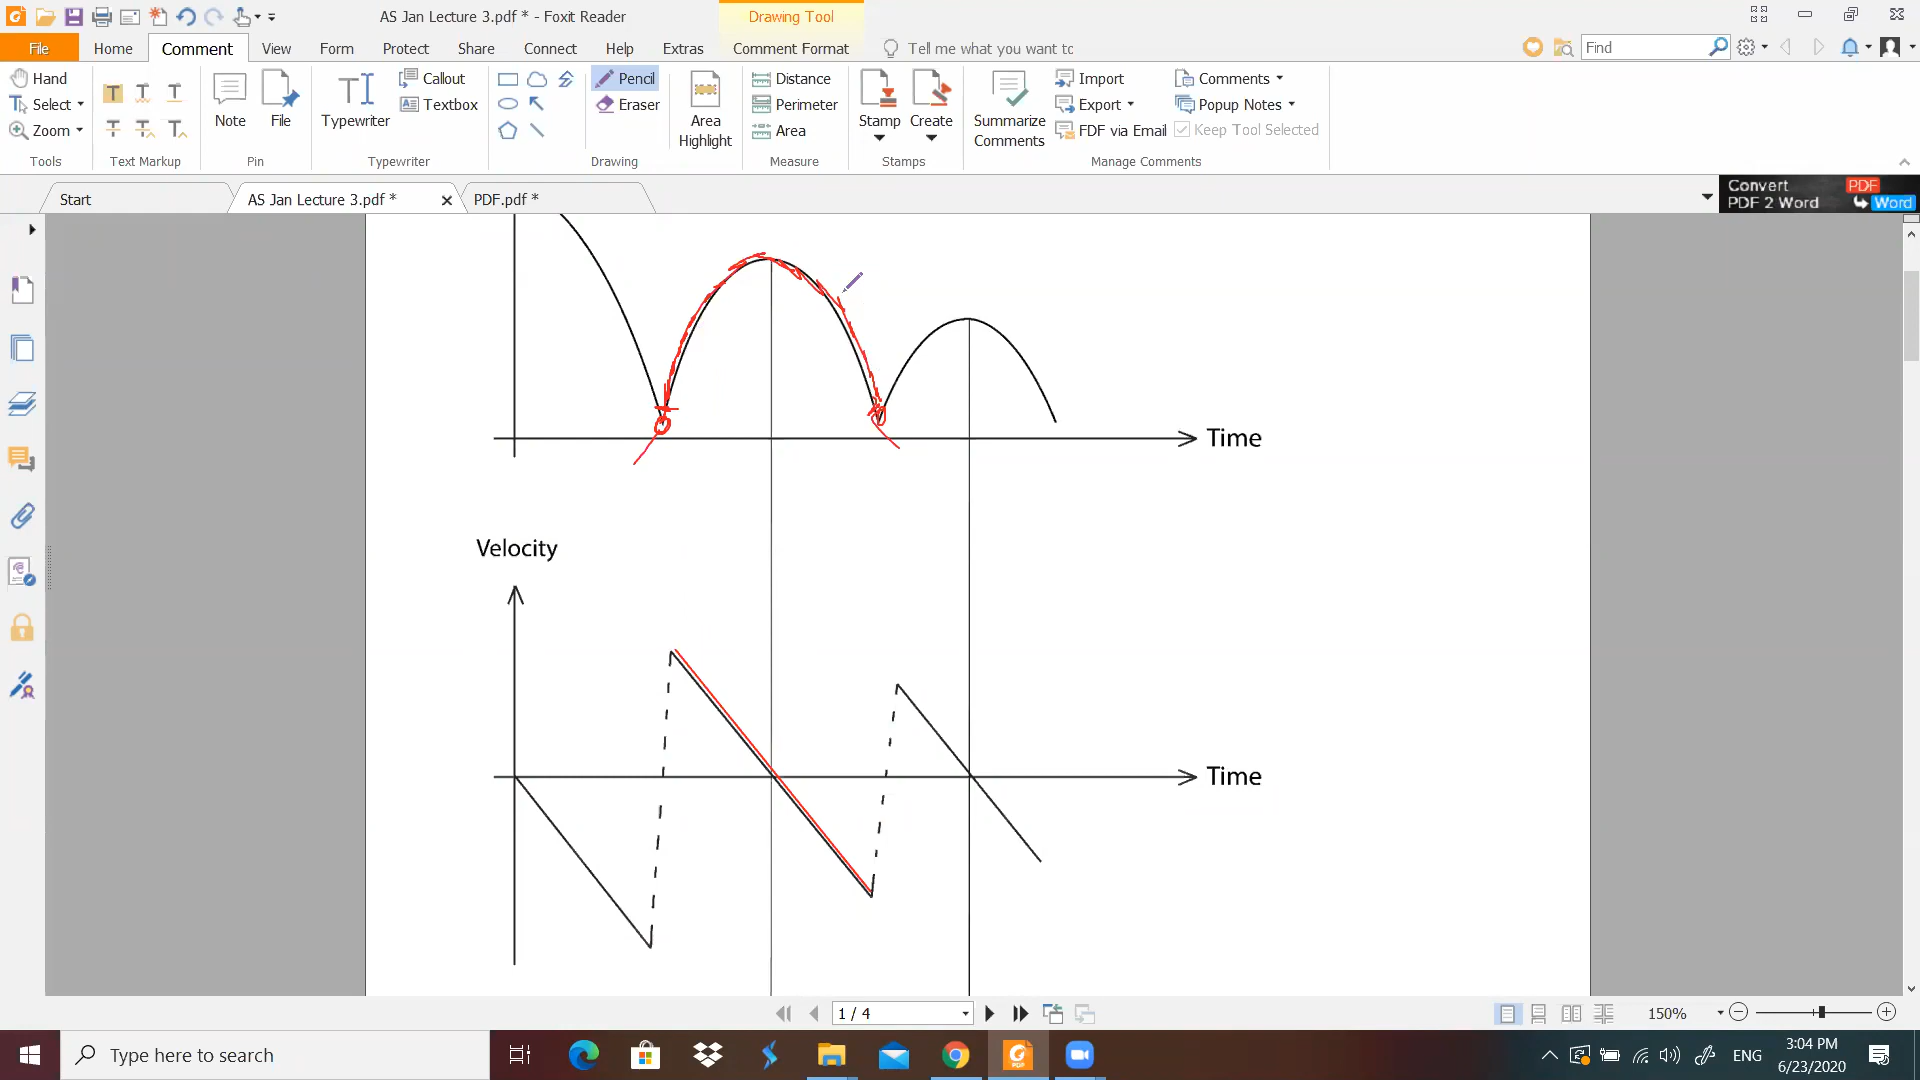 AS Jan Lecture 3.pdf * - Foxit Reader
Drawing Tool
File Home Comment View Form Protect Share Connect Help Extras Comment Format Tell me what you want to Find
Hand
Select
Zoom
Tools
Text Markup
Note
File
Pin
Typewriter
Callout
Textbox
Typewriter
Pencil
Eraser
Drawing
Area
Highlight
Distance
Perimeter
Area
Measure
Stamp
Create
Stamps
Summarize
Comments
Import
Export
FDF via Email
Comments
Popup Notes
Keep Tool Selected
Manage Comments
Start
AS Jan Lecture 3.pdf *
PDF.pdf *
Convert PDF
PDF 2 Word Word
Time
Velocity
Time
1 / 4
150%
Type here to search
PDF
ENG
3:04 PM
6/23/2020